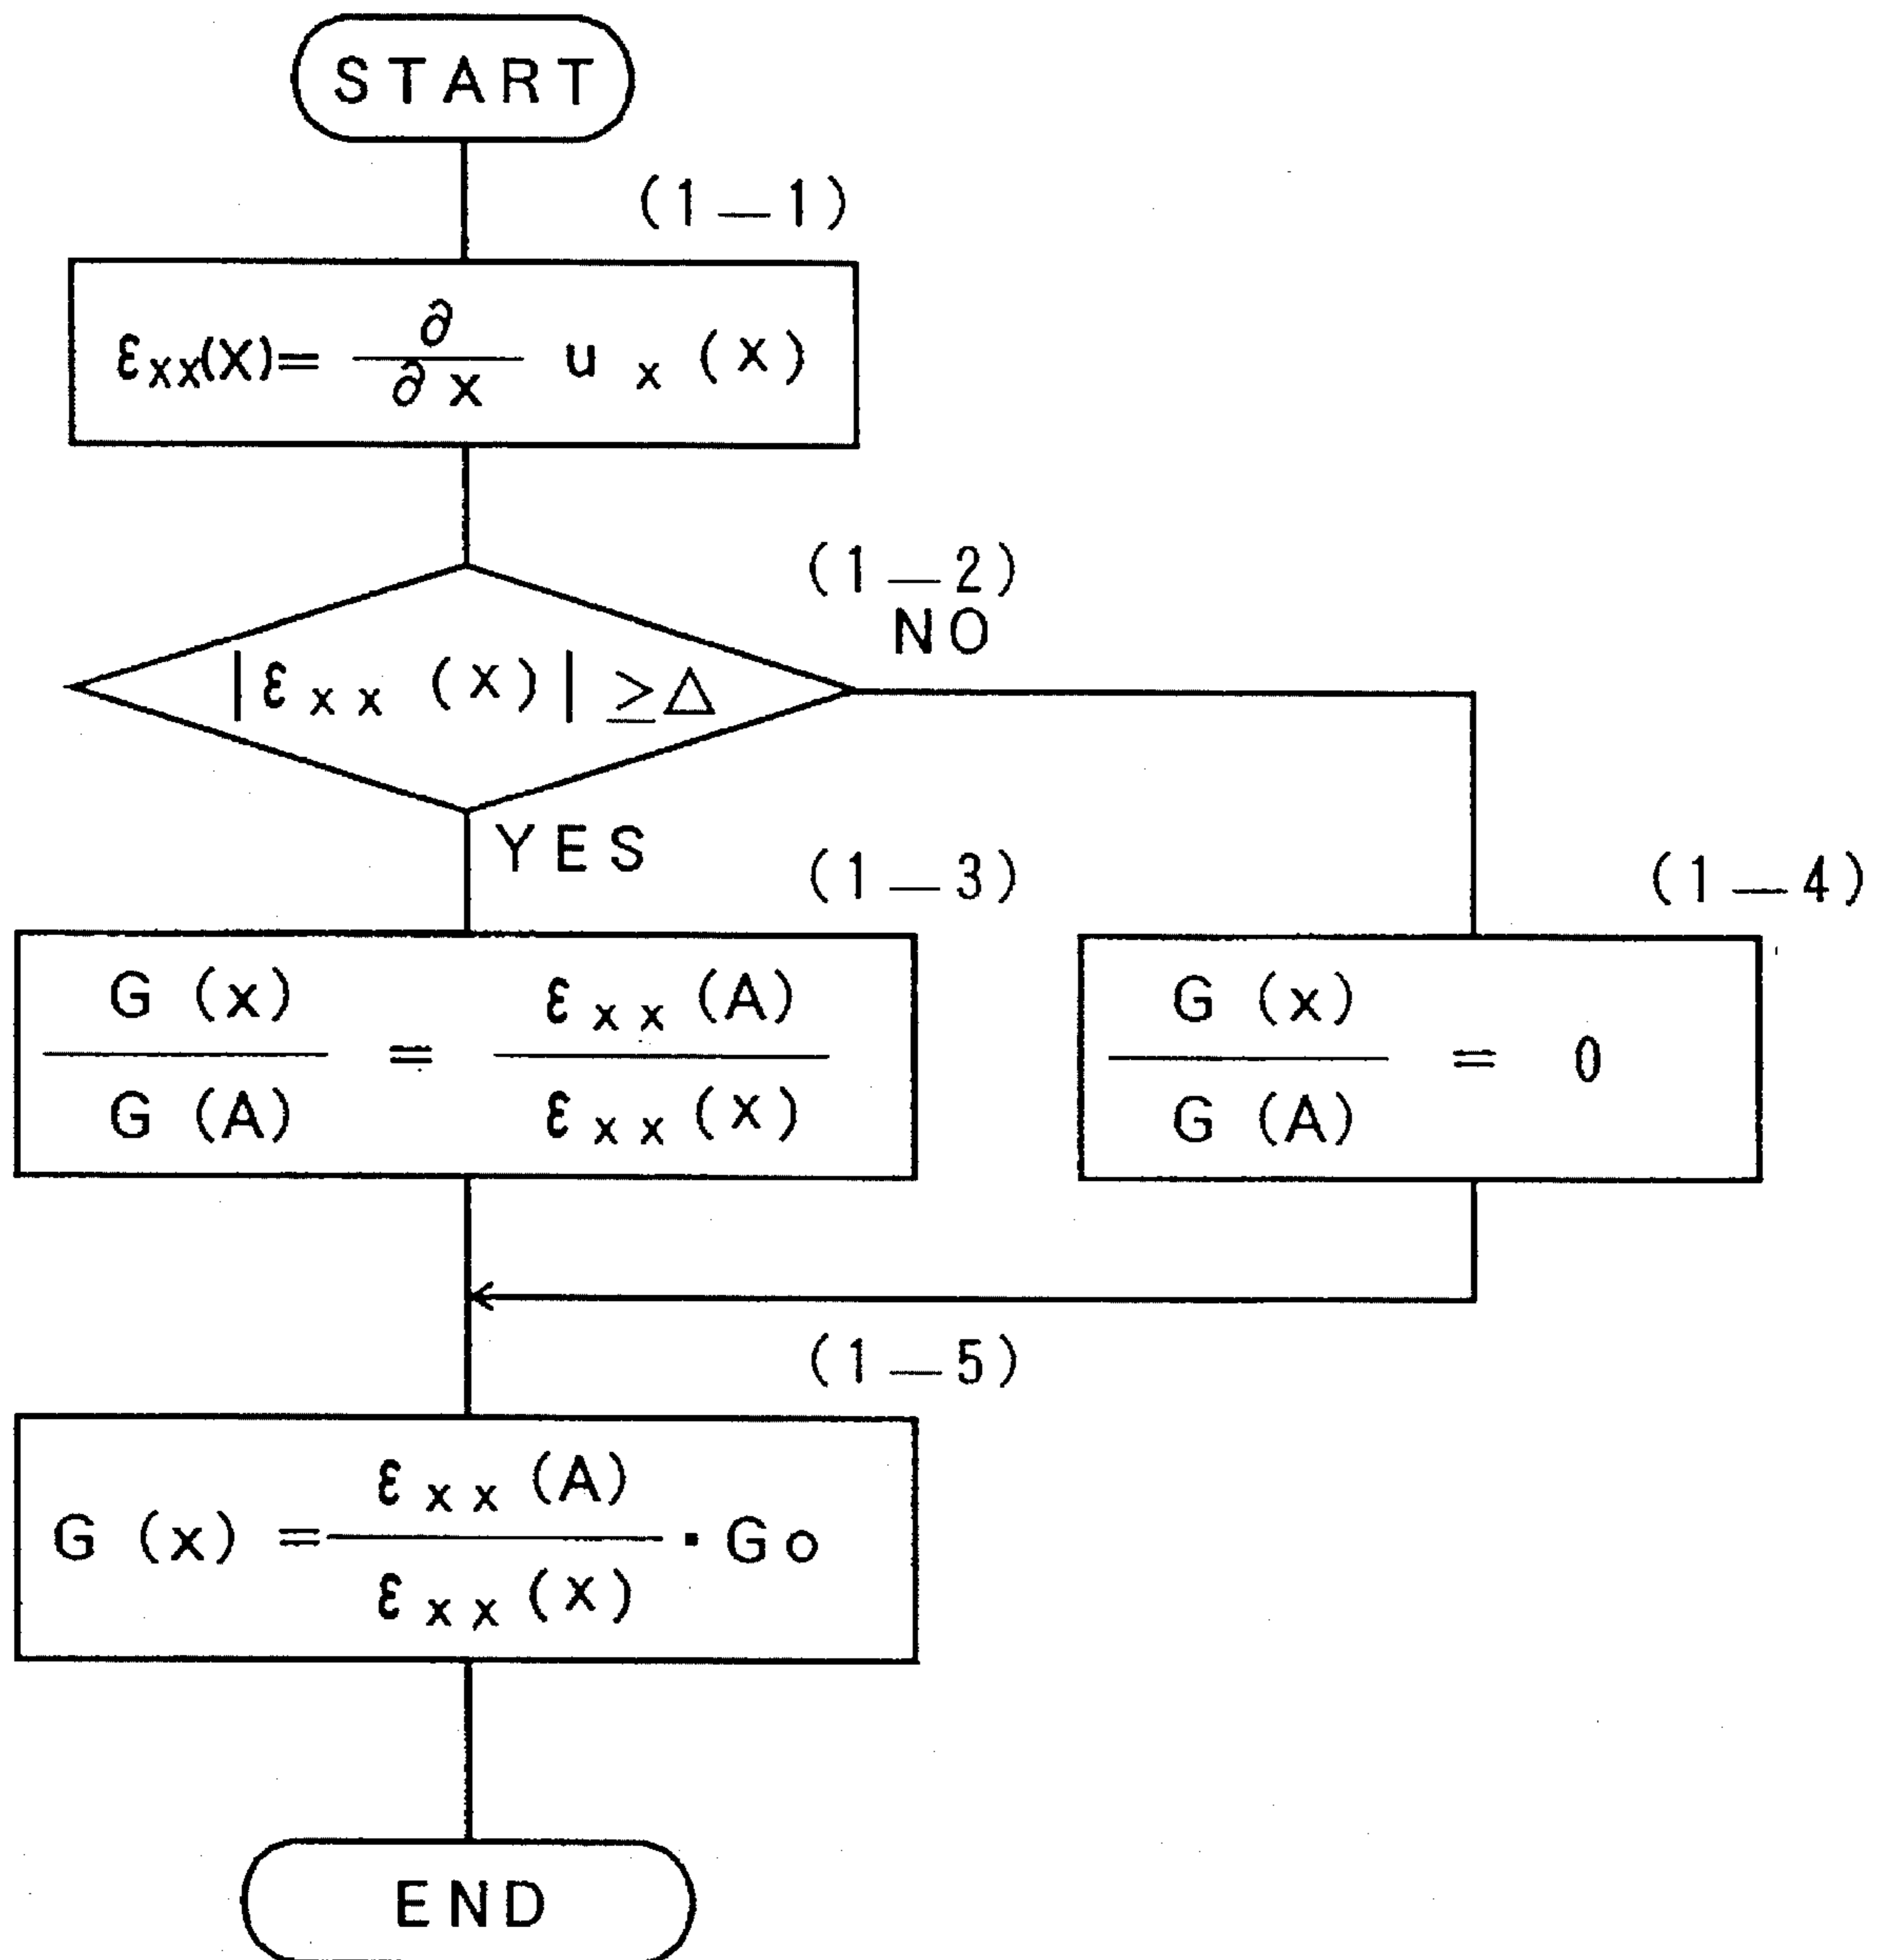 START
(1—1)
εxx(x)= ∂/∂x ux(x)
(1—2)
NO
|εxx(x)|≥△
YES
(1—3)
(1—4)
G(x)/G(A) = εxx(A)/εxx(x)
G(x)/G(A) = 0
(1—5)
G(x)= εxx(A)/εxx(x) ・Go
END